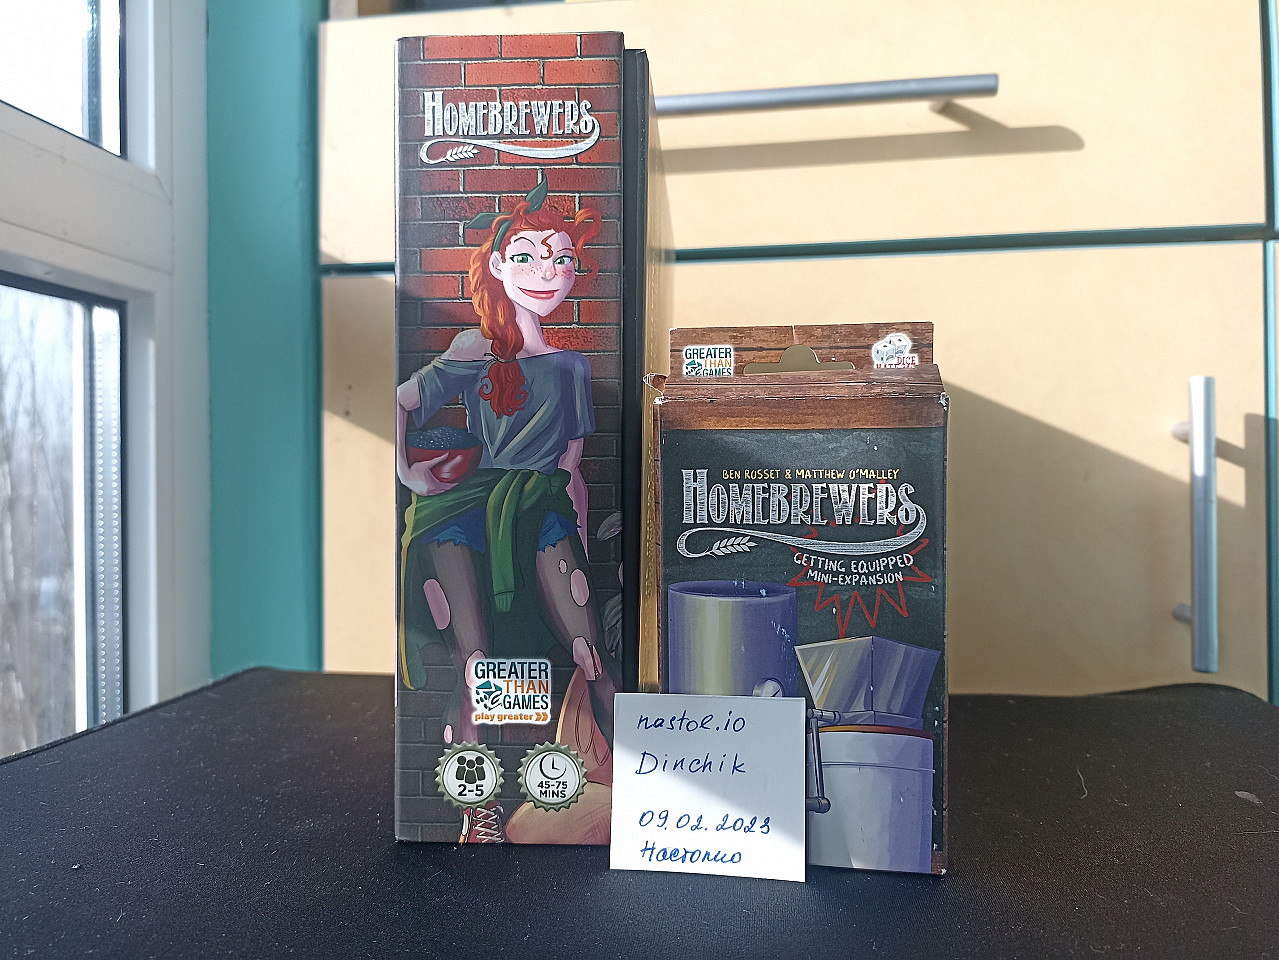 HOMEBREWERS
GREATER
THAN
GAMES
play greater
2-5
45-75
MINS
GREATER
THAN
GAMES
DICE
BEN ROSSET & MATTHEW O'MALLEY
HOMEBREWERS
GETTING EQUIPPED
MINI-EXPANSION
nastol.io
Dinchik
09.02.2023
Настолио